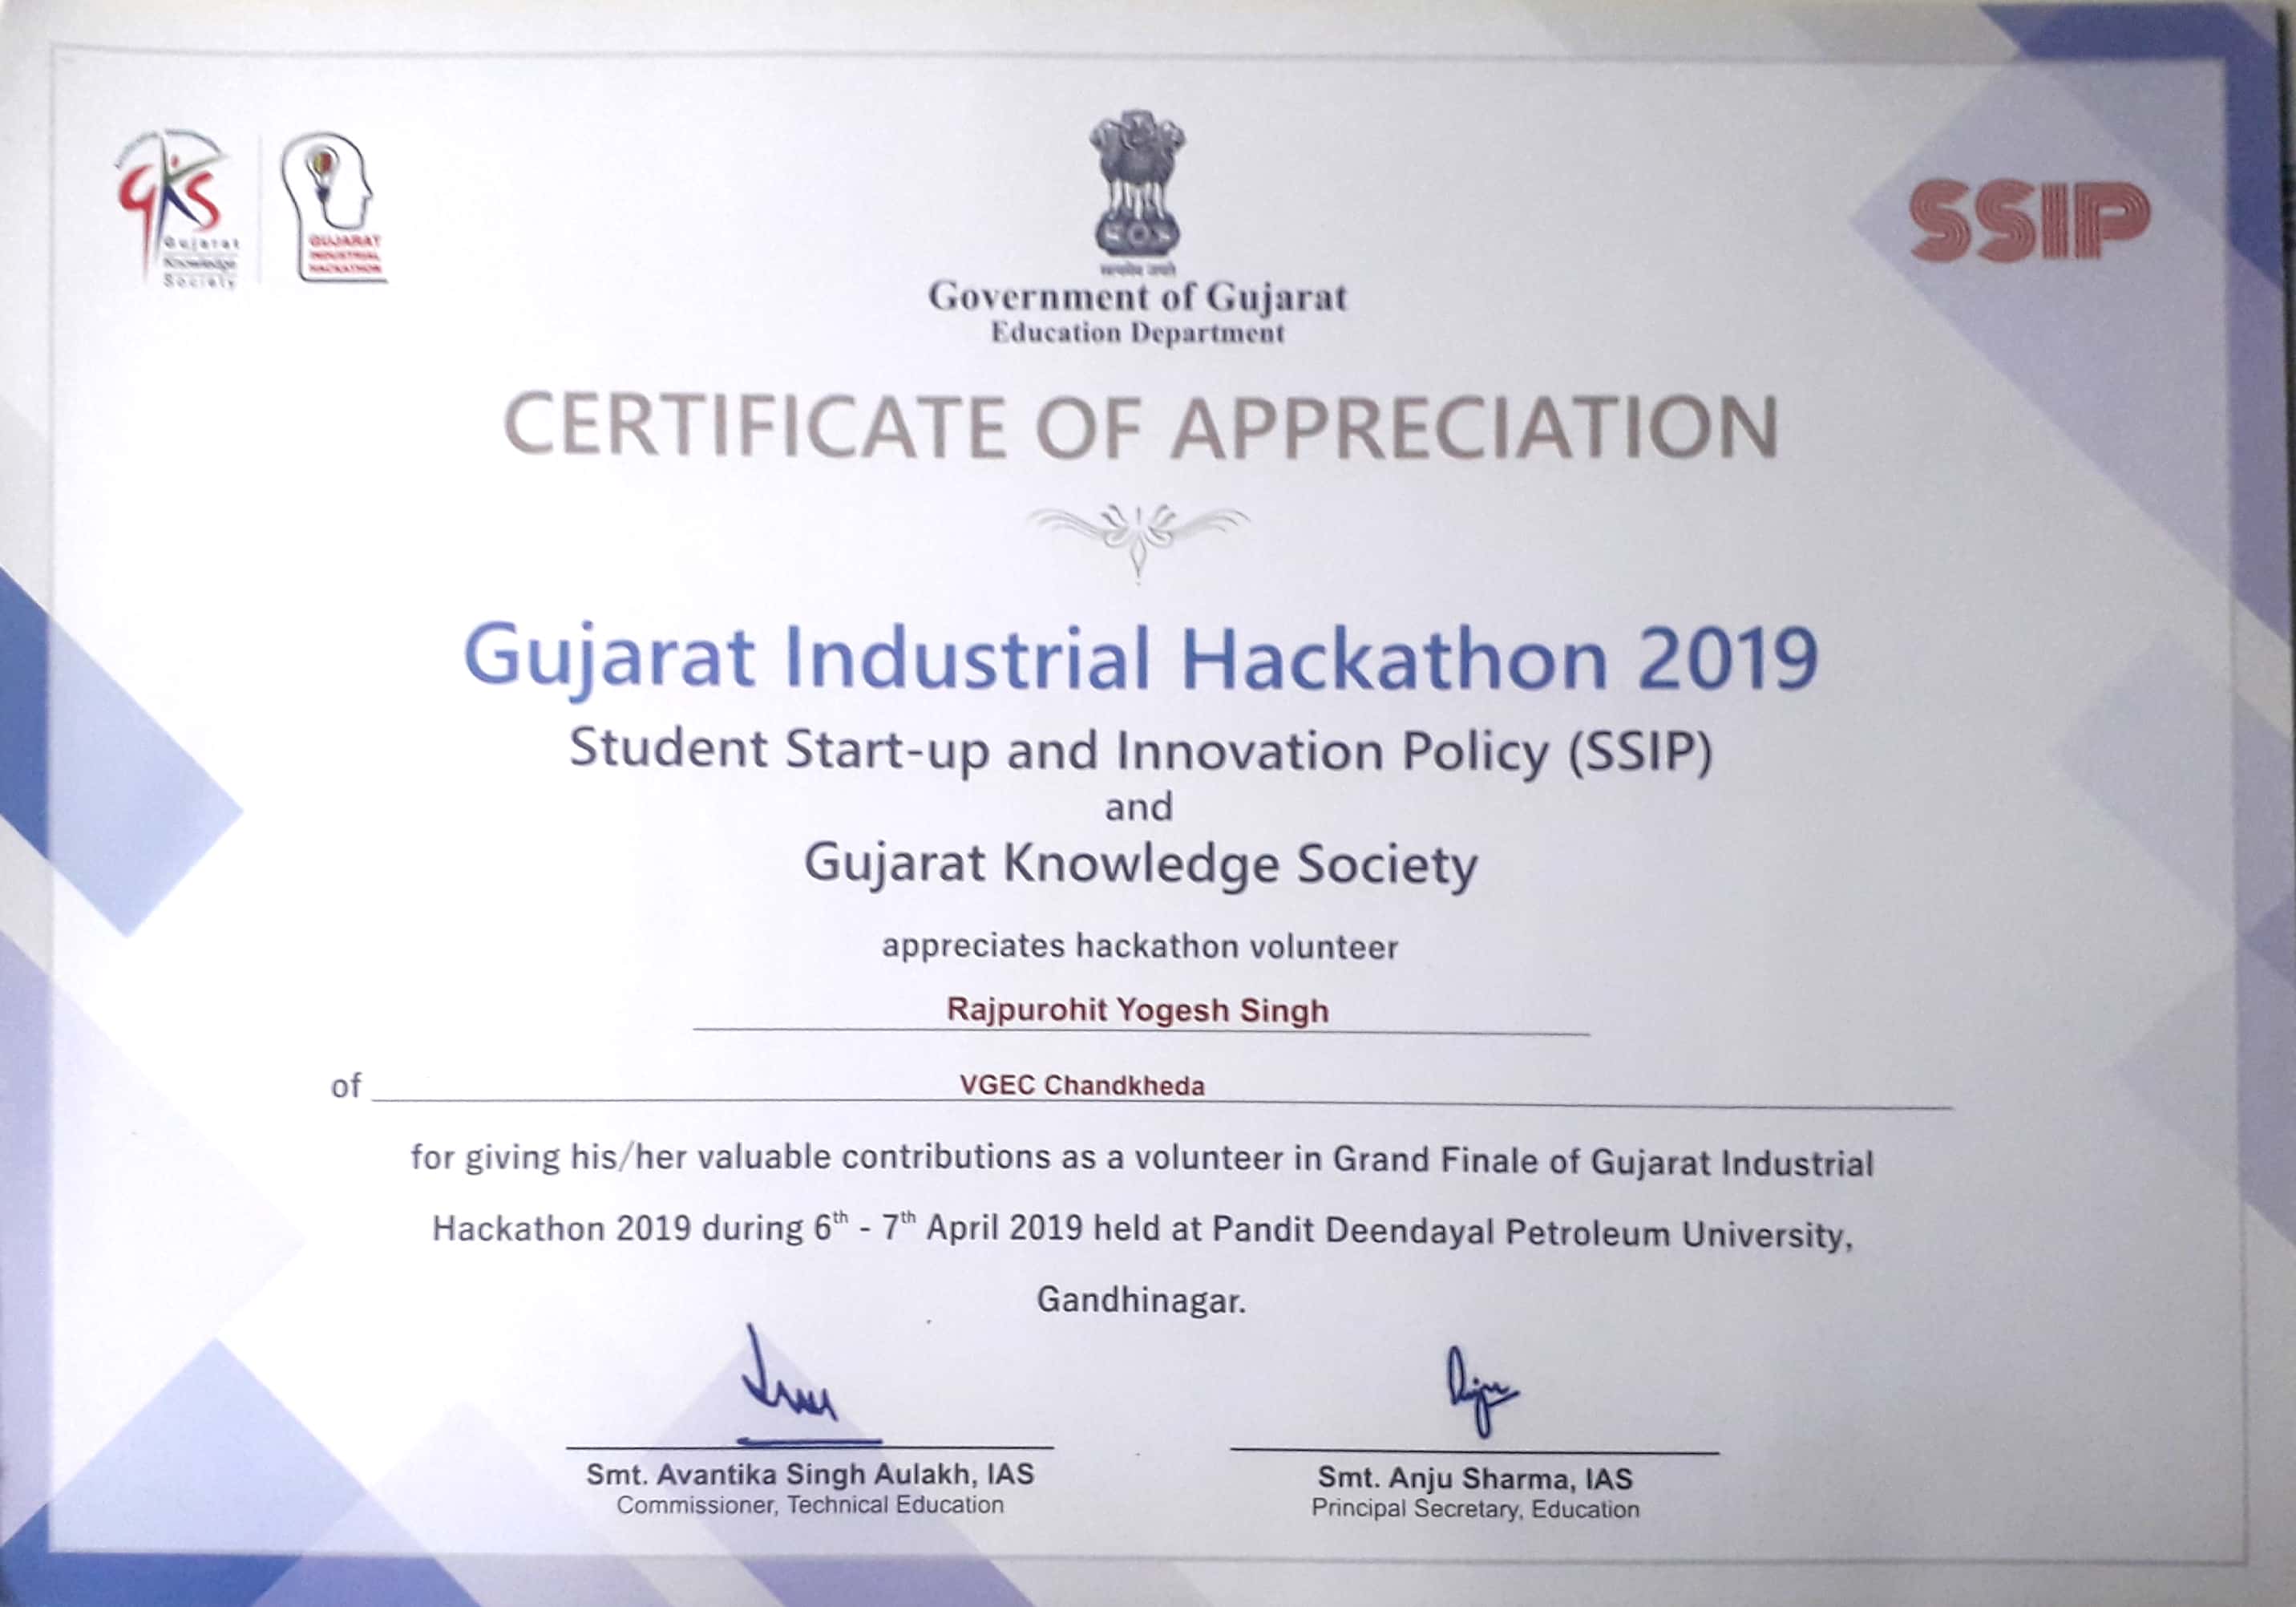 GKS
Gujarat
Knowledge
Society
GUJARAT
INDUSTRIAL
HACKATHON
SSIP
सत्यमेव जयते
Government of Gujarat
Education Department
CERTIFICATE OF APPRECIATION
Gujarat Industrial Hackathon 2019
Student Start-up and Innovation Policy (SSIP)
and
Gujarat Knowledge Society
appreciates hackathon volunteer
Rajpurohit Yogesh Singh
of VGEC Chandkheda
for giving his/her valuable contributions as a volunteer in Grand Finale of Gujarat Industrial
Hackathon 2019 during 6th - 7th April 2019 held at Pandit Deendayal Petroleum University,
Gandhinagar.
Smt. Avantika Singh Aulakh, IAS
Commissioner, Technical Education
Smt. Anju Sharma, IAS
Principal Secretary, Education